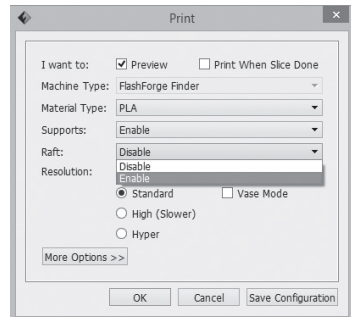 Print
I want to: Preview Print When Slice Done
Machine Type: FlashForge Finder
Material Type: PLA
Supports: Enable
Raft: Disable
Disable
Enable
Resolution:
Standard Vase Mode
High (Slower)
Hyper
More Options >>
OK Cancel Save Configuration